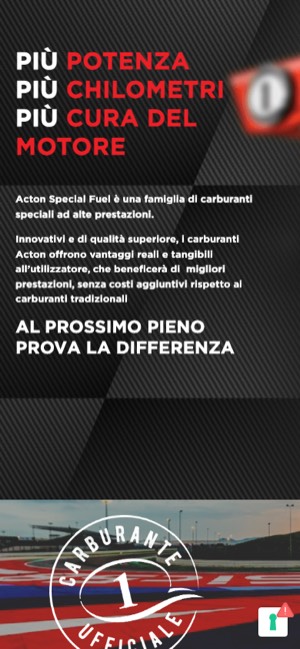 PIÙ POTENZA
PIÙ CHILOMETRI
PIÙ CURA DEL
MOTORE
Acton Special Fuel è una famiglia di carburanti
speciali ad alte prestazioni.
Innovativi e di qualità superiore, i carburanti
Acton offrono vantaggi reali e tangibili
all'utilizzatore, che beneficerà di migliori
prestazioni, senza costi aggiuntivi rispetto ai
carburanti tradizionali
AL PROSSIMO PIENO
PROVA LA DIFFERENZA
CARBURANTE
1
UFFICIALE